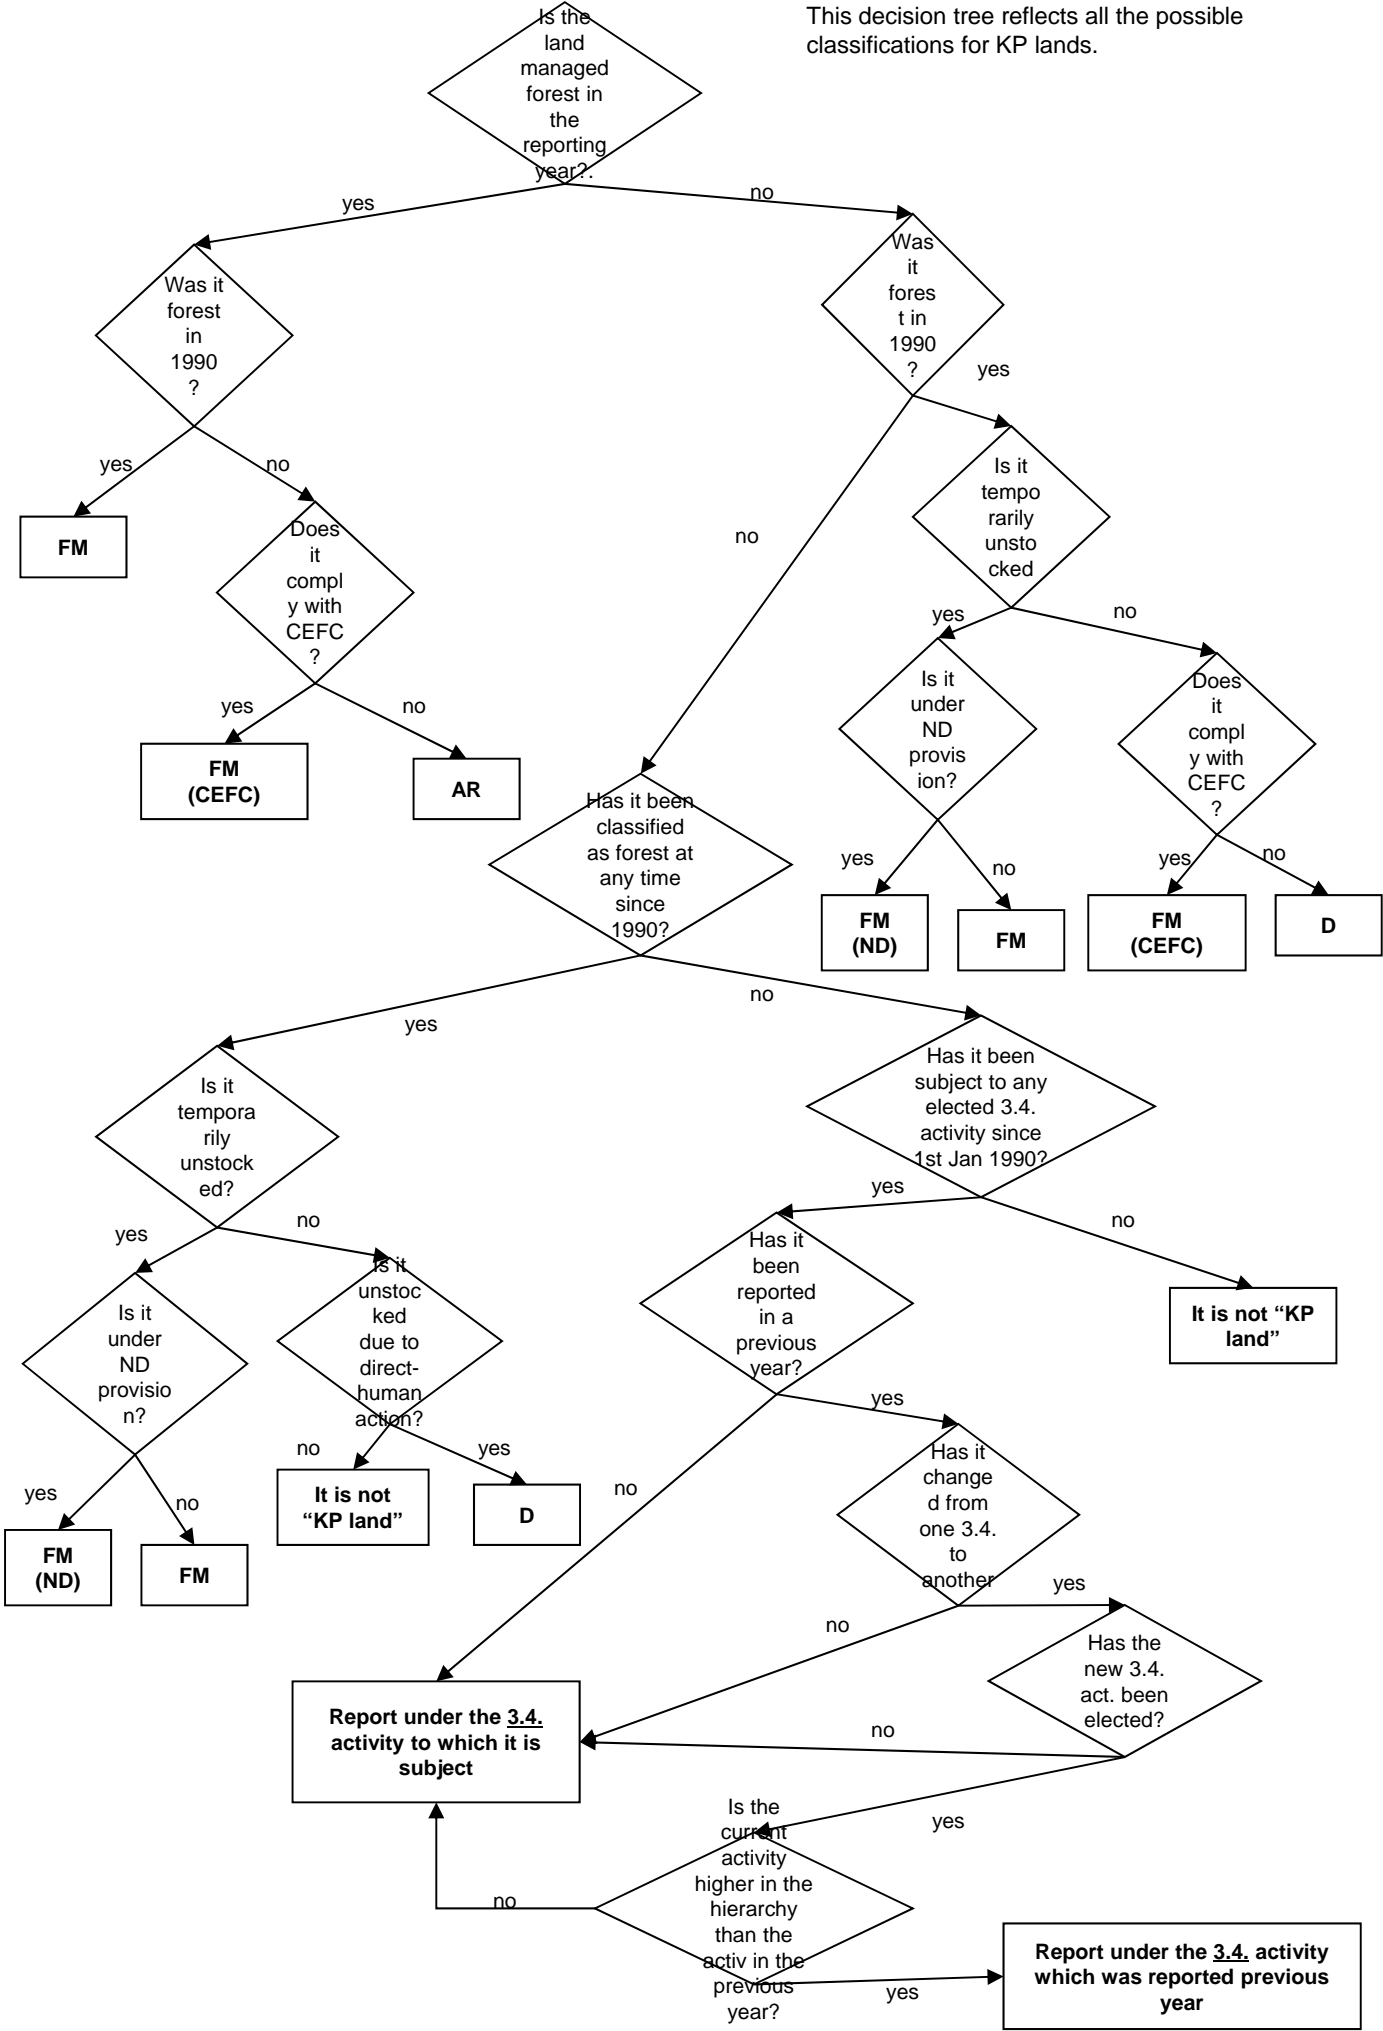 This decision tree reflects all the possible
classifications for KP lands.
Is the
land
managed
forest in
the
reporting
year?.
yes
no
Was it
forest
in
1990
?
Was
it
fores
t in
1990
?
yes
yes
no
no
FM
Is it
tempo
rarily
unsto
cked
Does
it
compl
y with
CEFC
?
yes
no
yes
no
Is it
under
ND
provis
ion?
Does
it
compl
y with
CEFC
?
FM
(CEFC)
AR
Has it been
classified
as forest at
any time
since
1990?
yes
no
yes
no
FM
(ND)
FM
FM
(CEFC)
D
yes
no
Is it
tempora
rily
unstock
ed?
Has it been
subject to any
elected 3.4.
activity since
1st Jan 1990?
yes
no
yes
no
Is it
under
ND
provisio
n?
Is it
unstoc
ked
due to
direct-
human
action?
Has it
been
reported
in a
previous
year?
It is not “KP
land”
yes
no
no
yes
no
yes
FM
(ND)
FM
It is not
“KP land”
D
Has it
change
d from
one 3.4.
to
another
yes
no
Has the
new 3.4.
act. been
elected?
Report under the 3.4.
activity to which it is
subject
no
yes
Is the
current
activity
higher in the
hierarchy
than the
activ in the
previous
year?
no
yes
Report under the 3.4. activity
which was reported previous
year